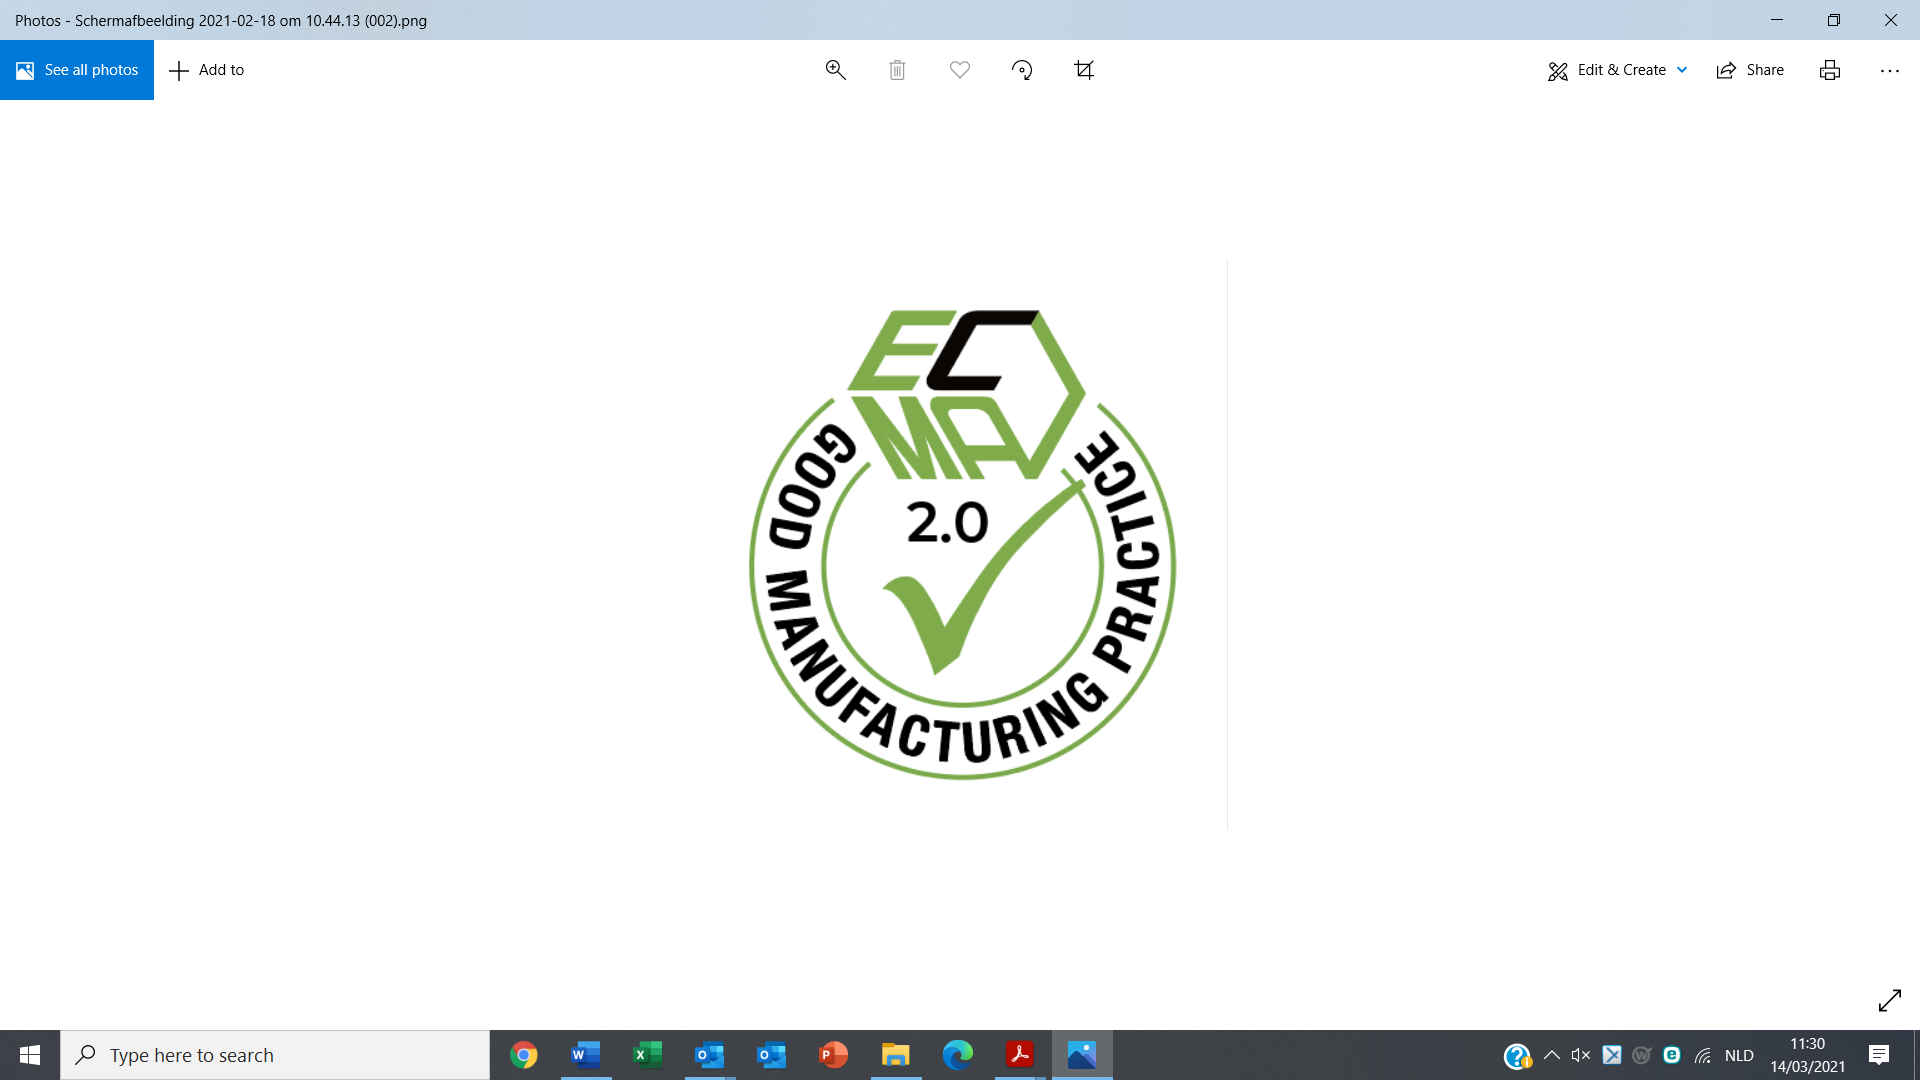 Photos - Schermafbeelding 2021-02-18 om 10.44.13 (002).png
See all photos
Add to
Edit & Create
Share
ECMA
2.0
GOOD MANUFACTURING PRACTICE
Type here to search
NLD
11:30
14/03/2021